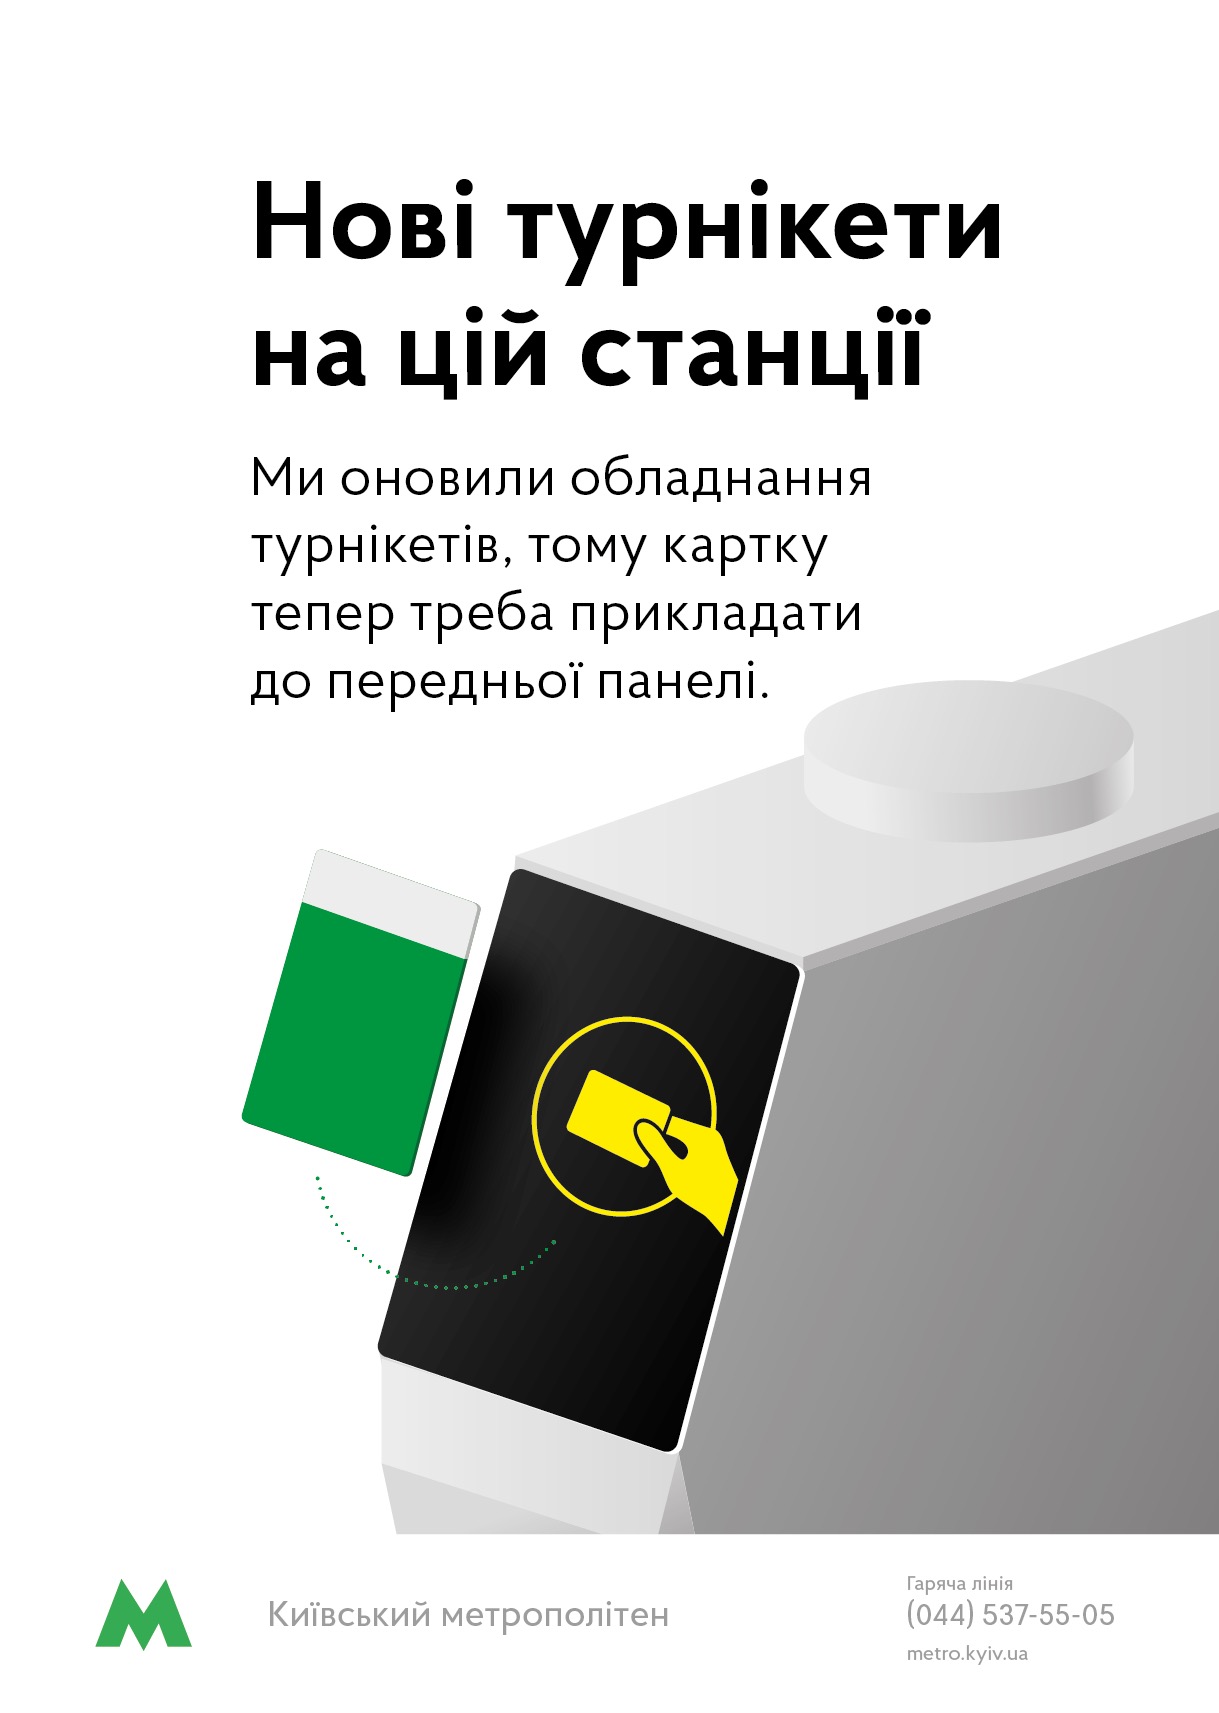 Нові турнікети
на цій станції
Ми оновили обладнання
турнікетів, тому картку
тепер треба прикладати
до передньої панелі.
Київський метрополітен
Гаряча лінія
(044) 537-55-05
metro.kyiv.ua